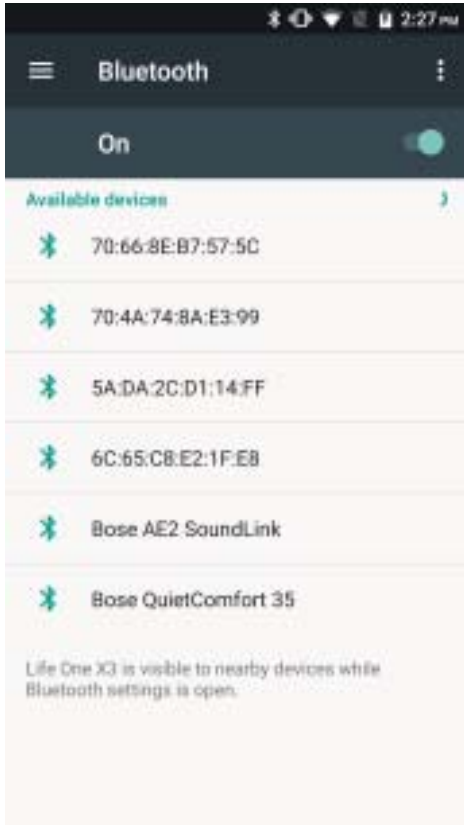 2:27 PM
Bluetooth
On
Available devices
70:66:8E:B7:57:5C
70:4A:74:8A:E3:99
5A:DA:2C:D1:14:FF
6C:65:C8:E2:1F:E8
Bose AE2 SoundLink
Bose QuietComfort 35
Life One X3 is visible to nearby devices while
Bluetooth settings is open.